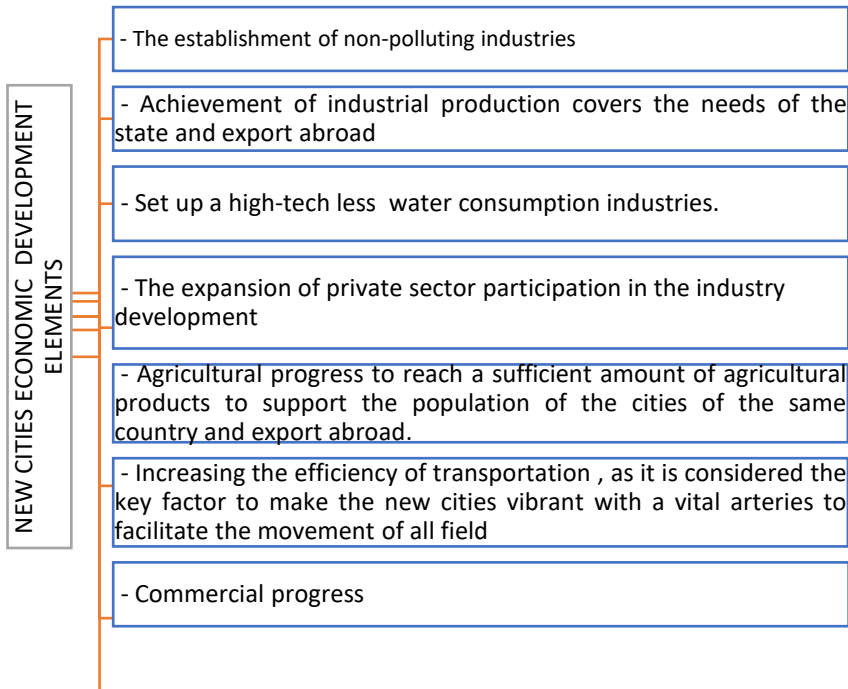 NEW CITIES ECONOMIC DEVELOPMENT
ELEMENTS
- The establishment of non-polluting industries
- Achievement of industrial production covers the needs of the
state and export abroad
- Set up a high-tech less water consumption industries.
- The expansion of private sector participation in the industry
development
- Agricultural progress to reach a sufficient amount of agricultural
products to support the population of the cities of the same
country and export abroad.
- Increasing the efficiency of transportation , as it is considered the
key factor to make the new cities vibrant with a vital arteries to
facilitate the movement of all field
- Commercial progress